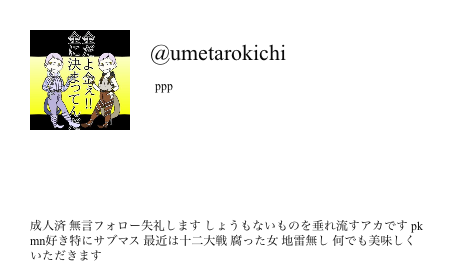 金だよ金ぇ!!
金に決まってんだ
@umetarokichi
ppp
成人済 無言フォロー失礼します しょうもないものを垂れ流すアカです pk
mn好き特にサブマス 最近は十二大戦 腐った女 地雷無し 何でも美味しく
いただきます